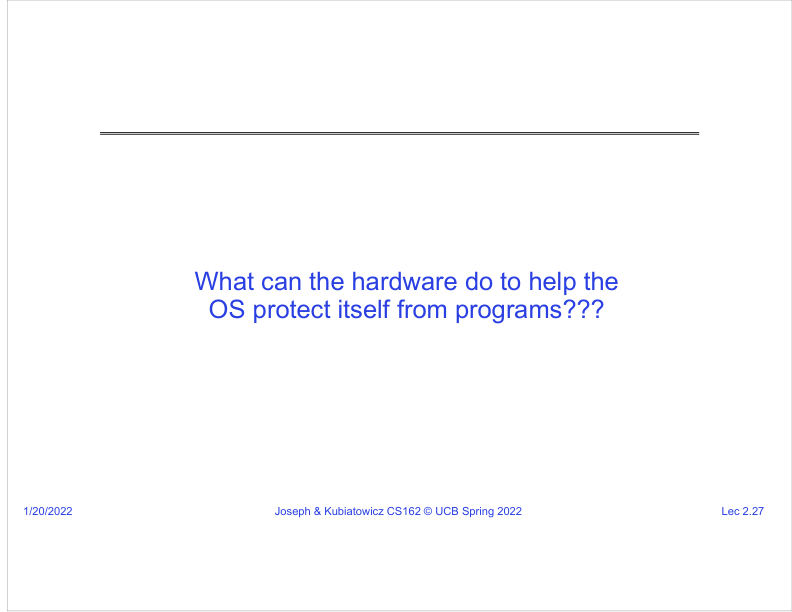 What can the hardware do to help the
OS protect itself from programs???
1/20/2022
Joseph & Kubiatowicz CS162 © UCB Spring 2022
Lec 2.27